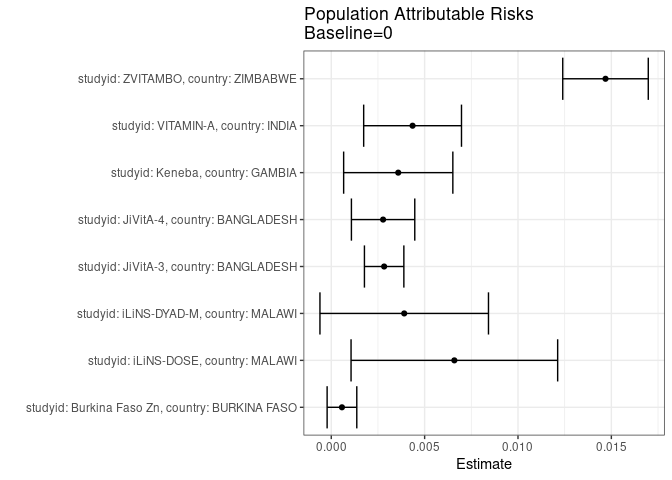 Population Attributable Risks
Baseline=0
studyid: ZVITAMBO, country: ZIMBABWE
studyid: VITAMIN-A, country: INDIA
studyid: Keneba, country: GAMBIA
studyid: JiVitA-4, country: BANGLADESH
studyid: JiVitA-3, country: BANGLADESH
studyid: iLiNS-DYAD-M, country: MALAWI
studyid: iLiNS-DOSE, country: MALAWI
studyid: Burkina Faso Zn, country: BURKINA FASO
0.000 0.005 0.010 0.015
Estimate